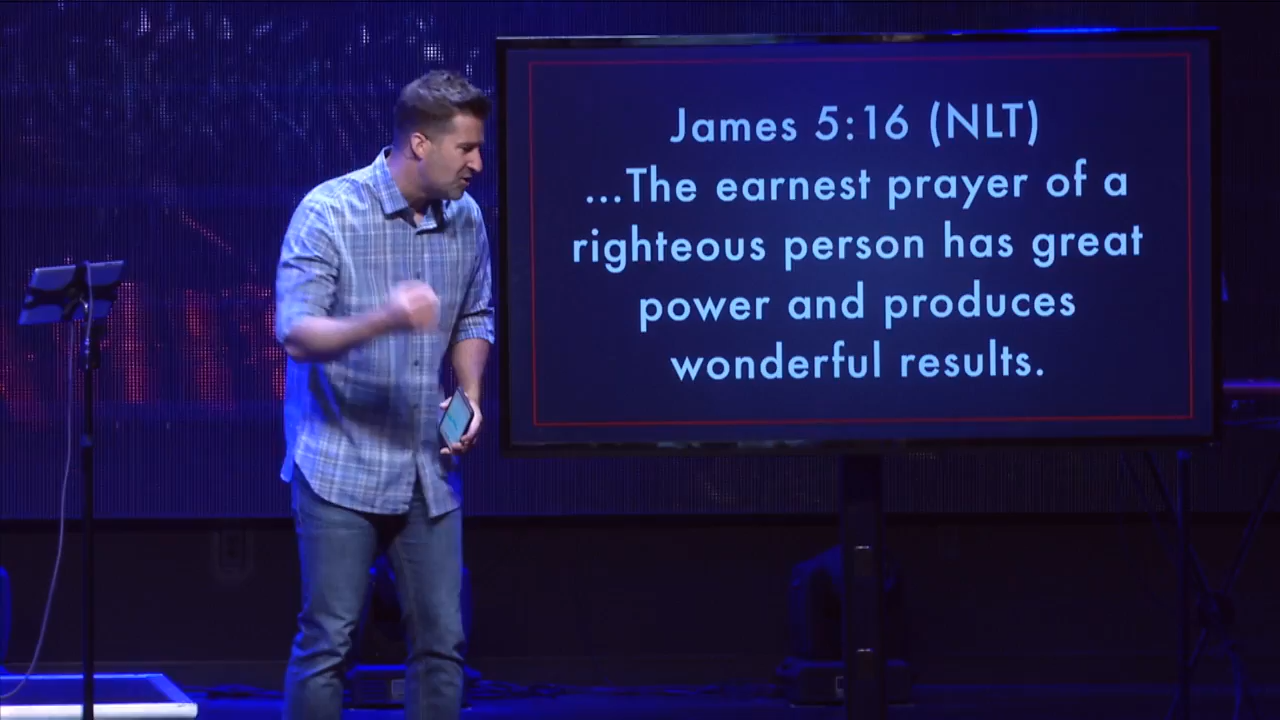 James 5:16 (NLT)
...The earnest prayer of a
righteous person has great
power and produces
wonderful results.